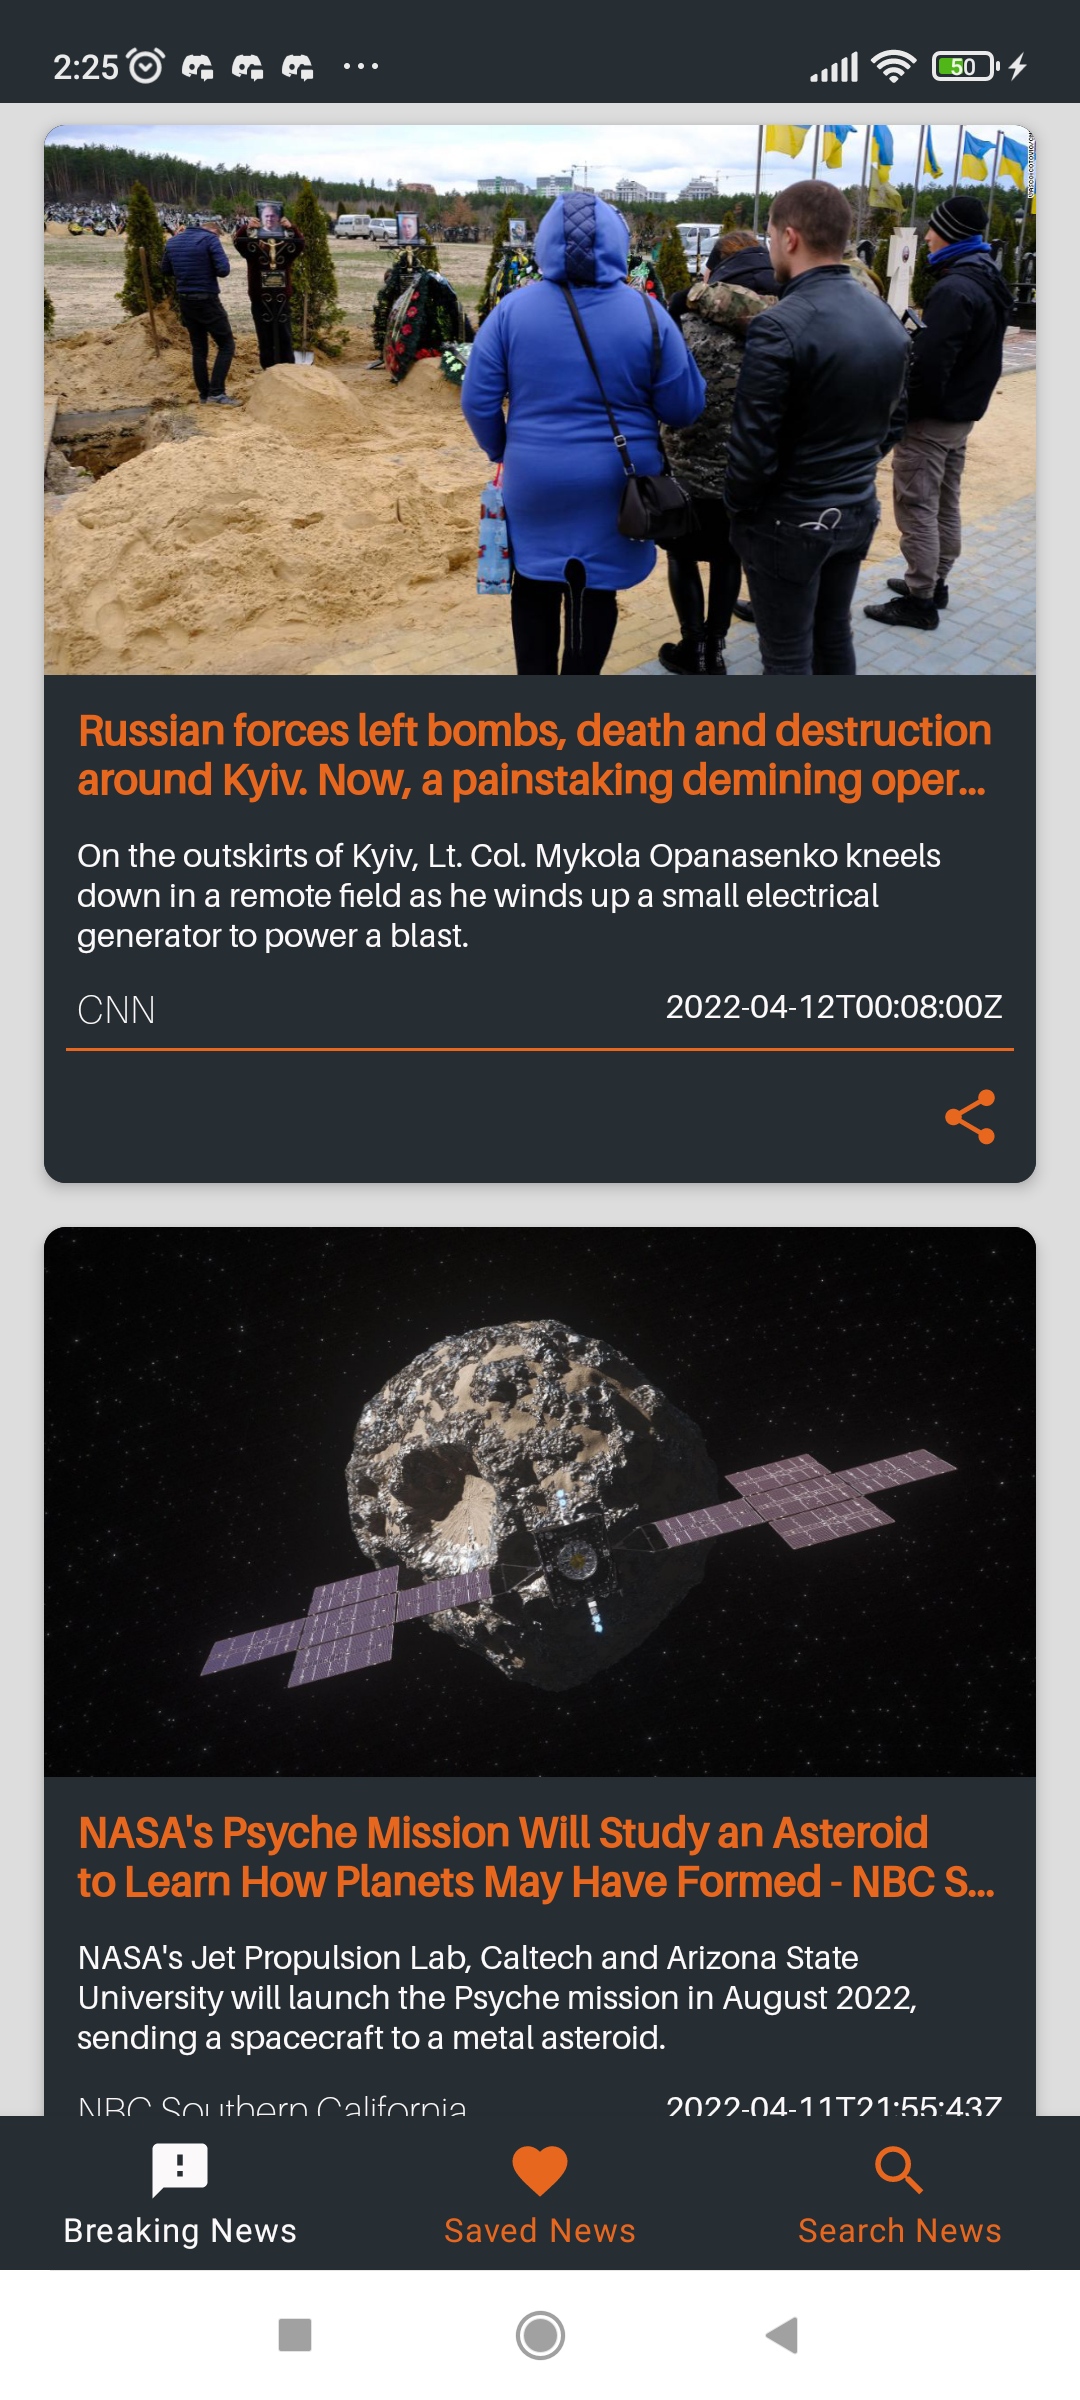 2:25
50
Russian forces left bombs, death and destruction
around Kyiv. Now, a painstaking demining oper...
On the outskirts of Kyiv, Lt. Col. Mykola Opanasenko kneels
down in a remote field as he winds up a small electrical
generator to power a blast.
CNN 2022-04-12T00:08:00Z
NASA's Psyche Mission Will Study an Asteroid
to Learn How Planets May Have Formed - NBC S...
NASA's Jet Propulsion Lab, Caltech and Arizona State
University will launch the Psyche mission in August 2022,
sending a spacecraft to a metal asteroid.
NBC Southern California 2022-04-11T21:55:43Z
Breaking News Saved News Search News